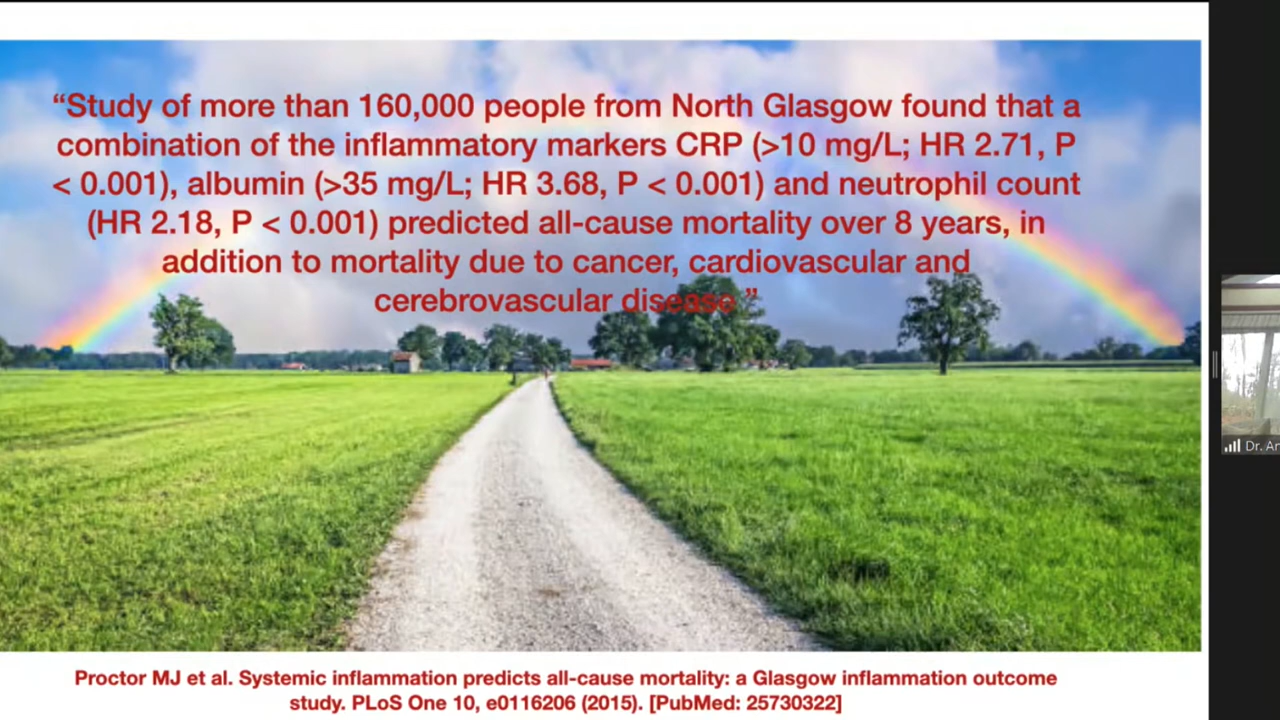 “Study of more than 160,000 people from North Glasgow found that a
combination of the inflammatory markers CRP (>10 mg/L; HR 2.71, P
< 0.001), albumin (>35 mg/L; HR 3.68, P < 0.001) and neutrophil count
(HR 2.18, P < 0.001) predicted all-cause mortality over 8 years, in
addition to mortality due to cancer, cardiovascular and
cerebrovascular disease.”
Proctor MJ et al. Systemic inflammation predicts all-cause mortality: a Glasgow inflammation outcome
study. PLoS One 10, e0116206 (2015). [PubMed: 25730322]
Dr.